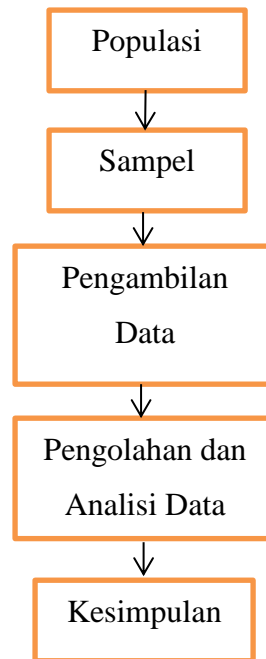 Populasi
Sampel
Pengambilan
Data
Pengolahan dan
Analisi Data
Kesimpulan